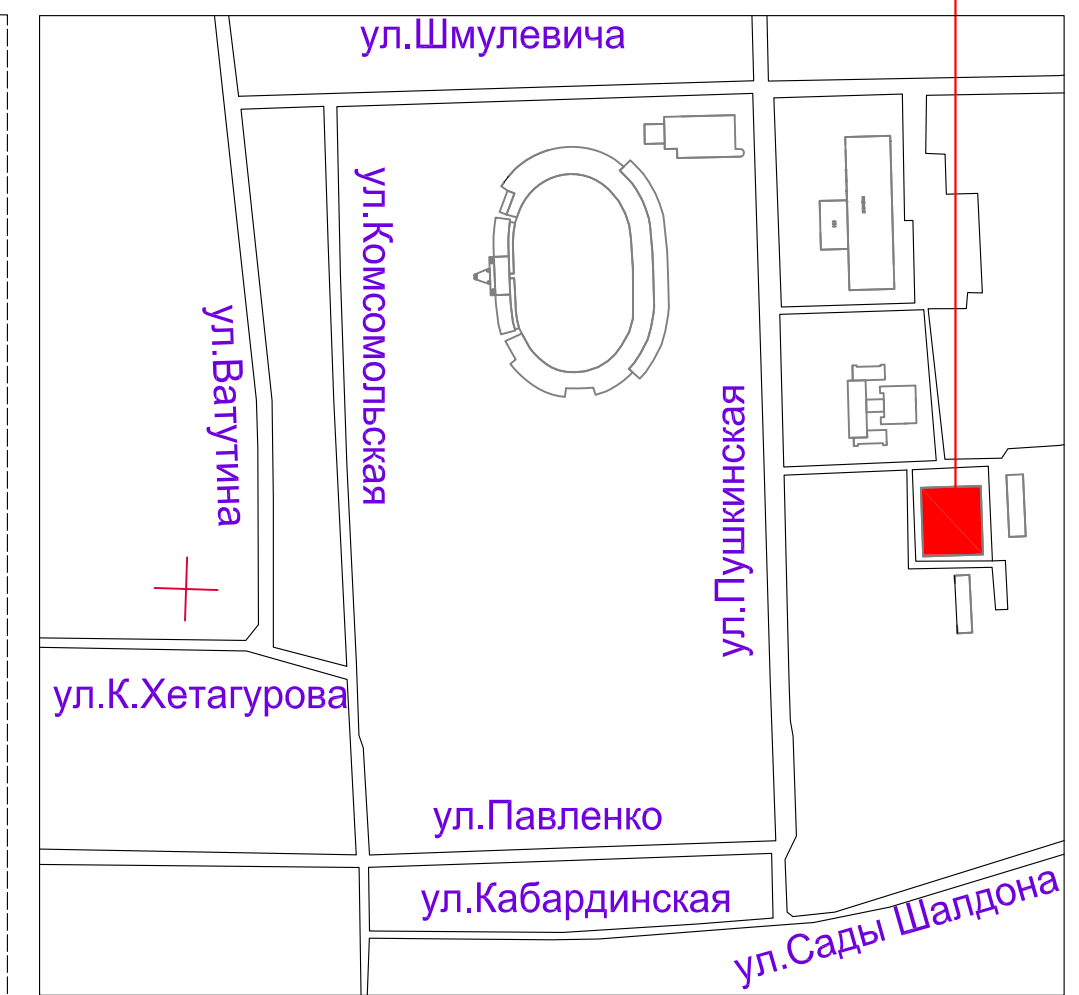 ул.Шмулевича
ул.Комсомольская
ул.Ватутина
ул.Пушкинская
ул.К.Хетагурова
ул.Павленко
ул.Кабардинская
ул.Сады Шалдона